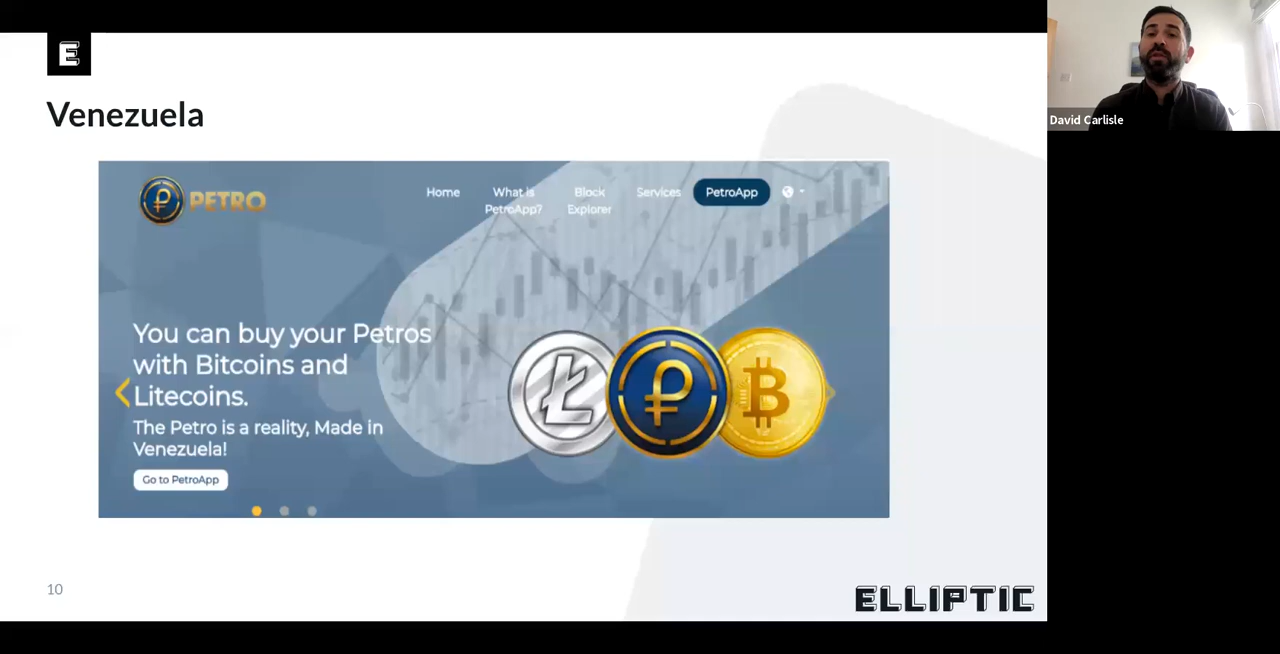 E
Venezuela
David Carlisle
PETRO
Home
What is
PetroApp?
Block
Explorer
Services
PetroApp
You can buy your Petros
with Bitcoins and
Litecoins.
The Petro is a reality, Made in
Venezuela!
Go to PetroApp
10
ELLIPTIC